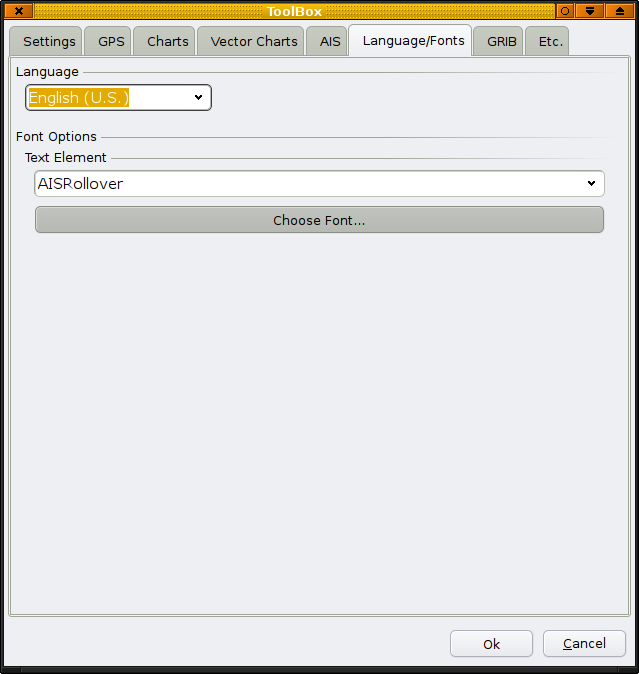 ToolBox
Settings GPS Charts Vector Charts AIS Language/Fonts GRIB Etc.
Language
English (U.S.)
Font Options
Text Element
AISRollover
Choose Font...
Ok Cancel